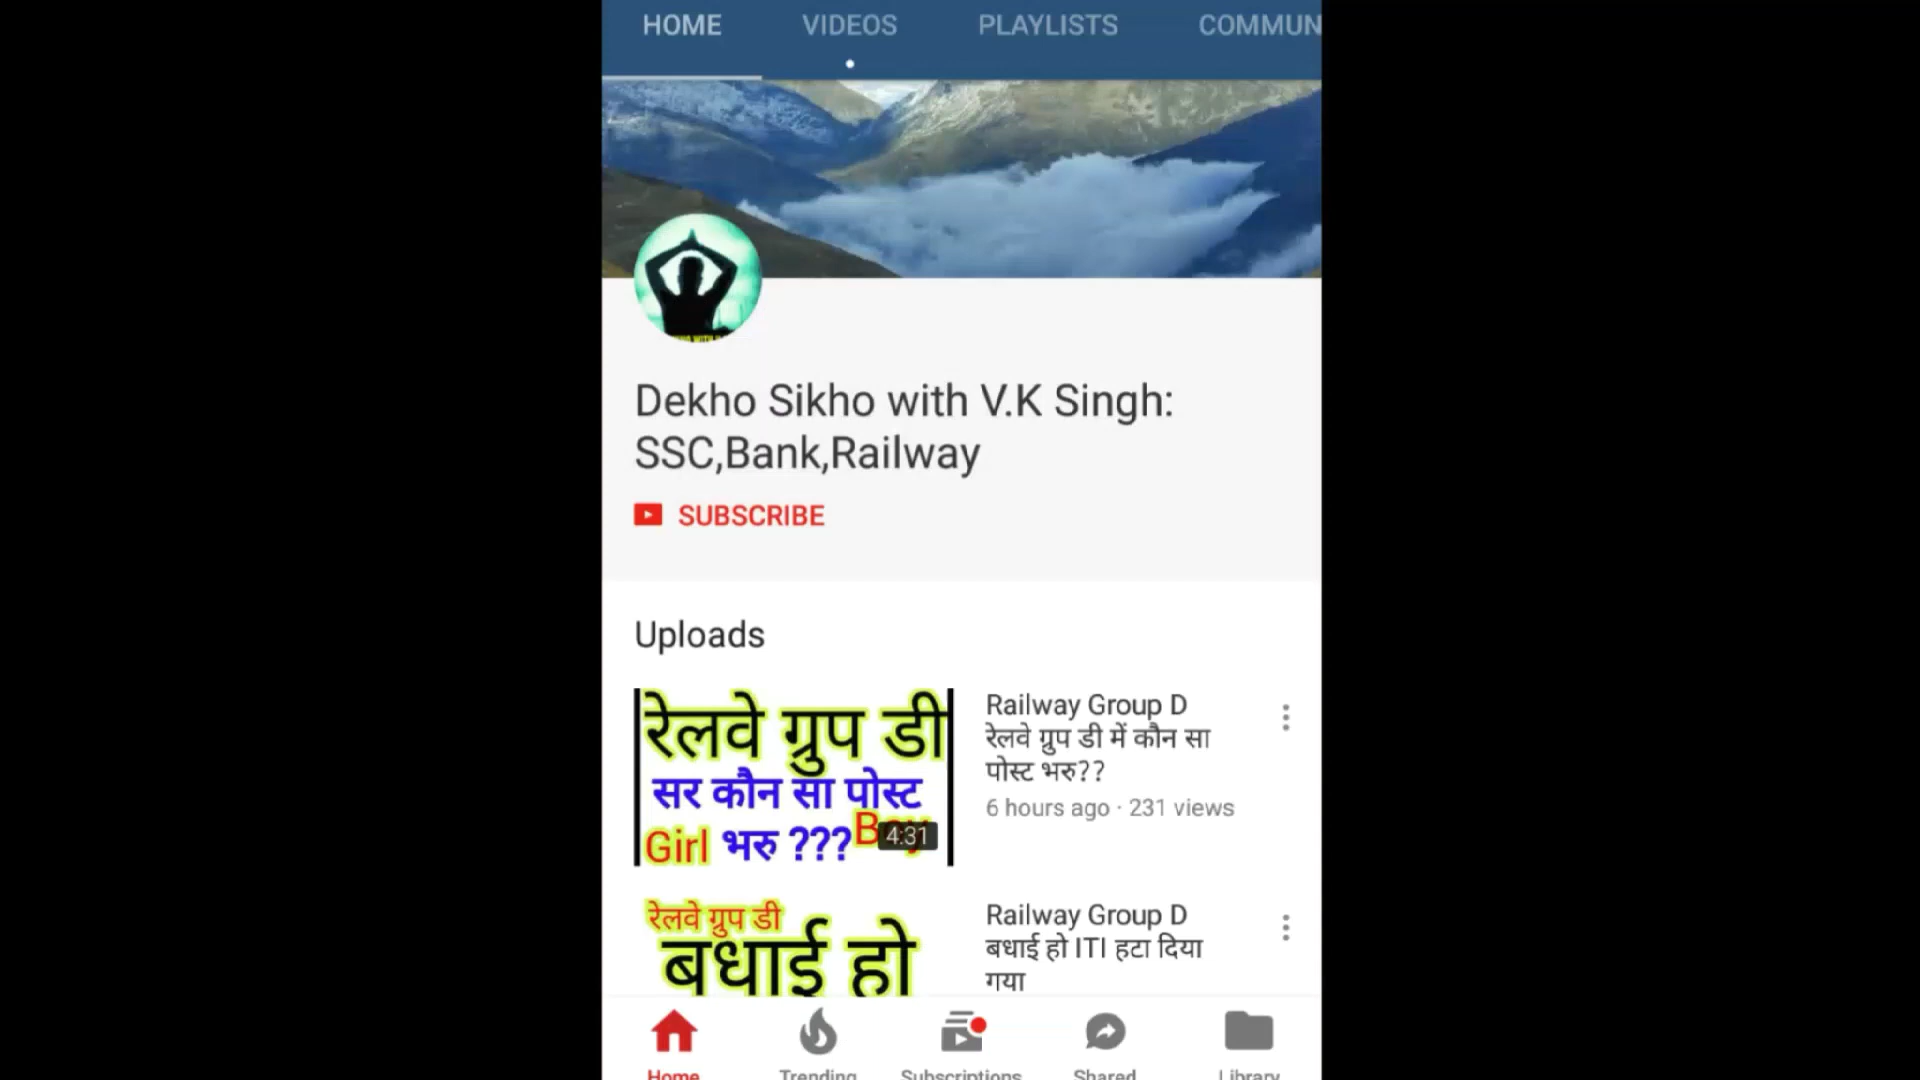 HOME VIDEOS PLAYLISTS COMMUN
Dekho Sikho with V.K Singh:
SSC,Bank,Railway
SUBSCRIBE
Uploads
रेलवे ग्रुप डी
सर कौन सा पोस्ट
Girl भरु ??? Boy
4:31
Railway Group D
रेलवे ग्रुप डी में कौन सा
पोस्ट भरु??
6 hours ago · 231 views
रेलवे ग्रुप डी
बधाई हो
Railway Group D
बधाई हो ITI हटा दिया
गया
Home Trending Subscriptions Shared Library